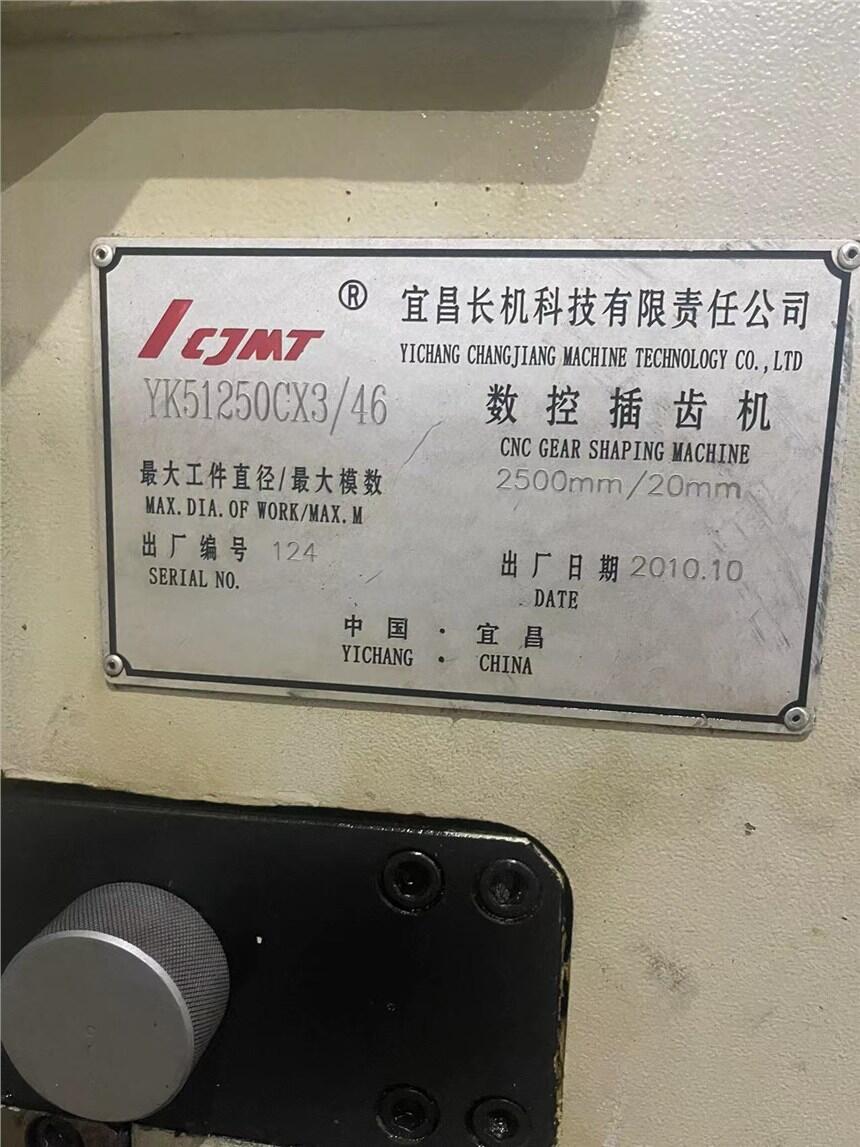 CJMT ® 宜昌长机科技有限责任公司
YICHANG CHANGJIANG MACHINE TECHNOLOGY CO.,LTD
YK51250CX3/46 数控插齿机
CNC GEAR SHAPING MACHINE
最大工件直径/最大模数 2500mm/20mm
MAX.DIA.OF WORK/MAX.M
出厂编号 124 出厂日期 2010.10
SERIAL NO. DATE
中国·宜昌
YICHANG · CHINA